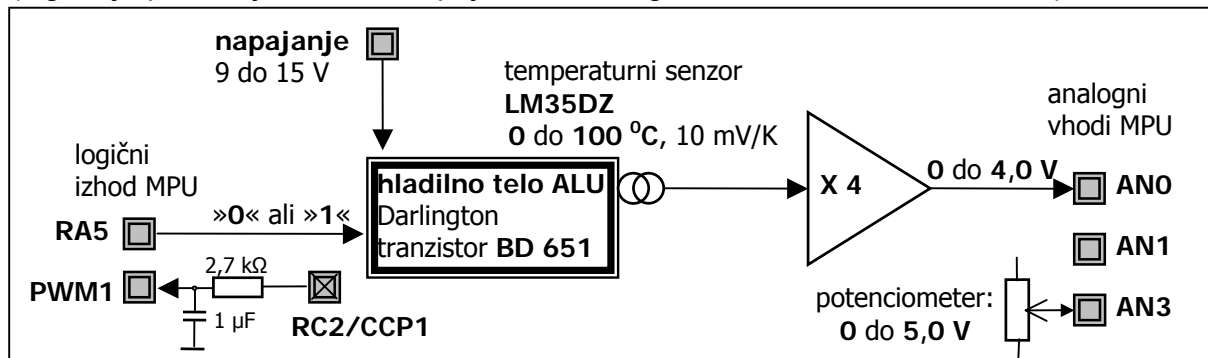 napajanje
9 do 15 V
temperaturni senzor
LM35DZ
0 do 100 ⁰C, 10 mV/K
analogni
vhodi MPU
logični
izhod MPU
RA5
»0« ali »1«
hladilno telo ALU
Darlington
tranzistor BD 651
X 4
0 do 4,0 V
AN0
AN1
PWM1
2,7 kΩ
1 µF
RC2/CCP1
potenciometer:
0 do 5,0 V
AN3